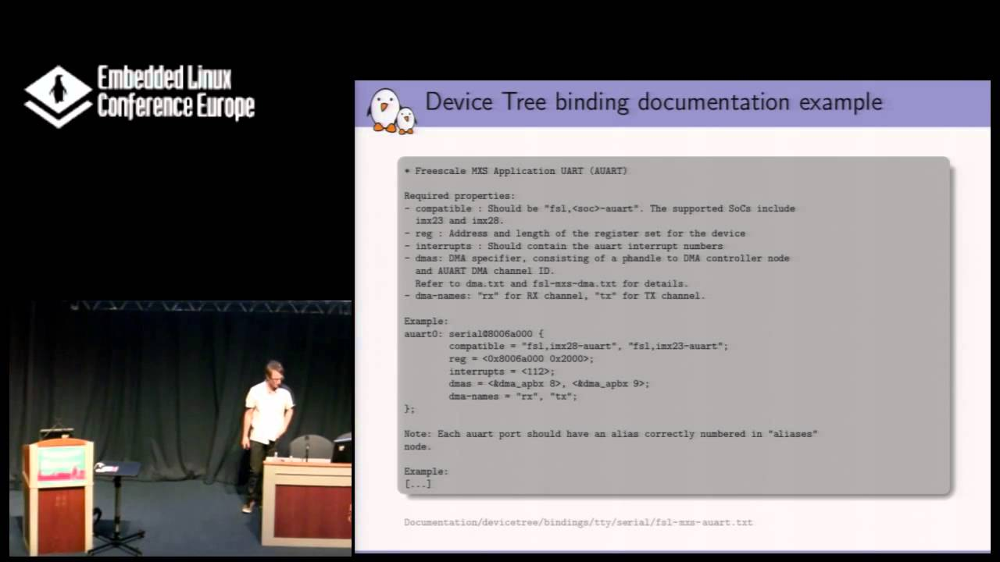 Embedded Linux
Conference Europe
Device Tree binding documentation example
* Freescale MXS Application UART (AUART)
Required properties:
- compatible : Should be "fsl,<soc>-auart". The supported SoCs include
imx23 and imx28.
- reg : Address and length of the register set for the device
- interrupts : Should contain the auart interrupt numbers
- dmas: DMA specifier, consisting of a phandle to DMA controller node
and AUART DMA channel ID.
Refer to dma.txt and fsl-mxs-dma.txt for details.
- dma-names: "rx" for RX channel, "tx" for TX channel.
Example:
auart0: serial@8006a000 {
compatible = "fsl,imx28-auart", "fsl,imx23-auart";
reg = <0x8006a000 0x2000>;
interrupts = <112>;
dmas = <&dma_apbx 8>, <&dma_apbx 9>;
dma-names = "rx", "tx";
};
Note: Each auart port should have an alias correctly numbered in "aliases"
node.
Example:
[...]
Documentation/devicetree/bindings/tty/serial/fsl-mxs-auart.txt